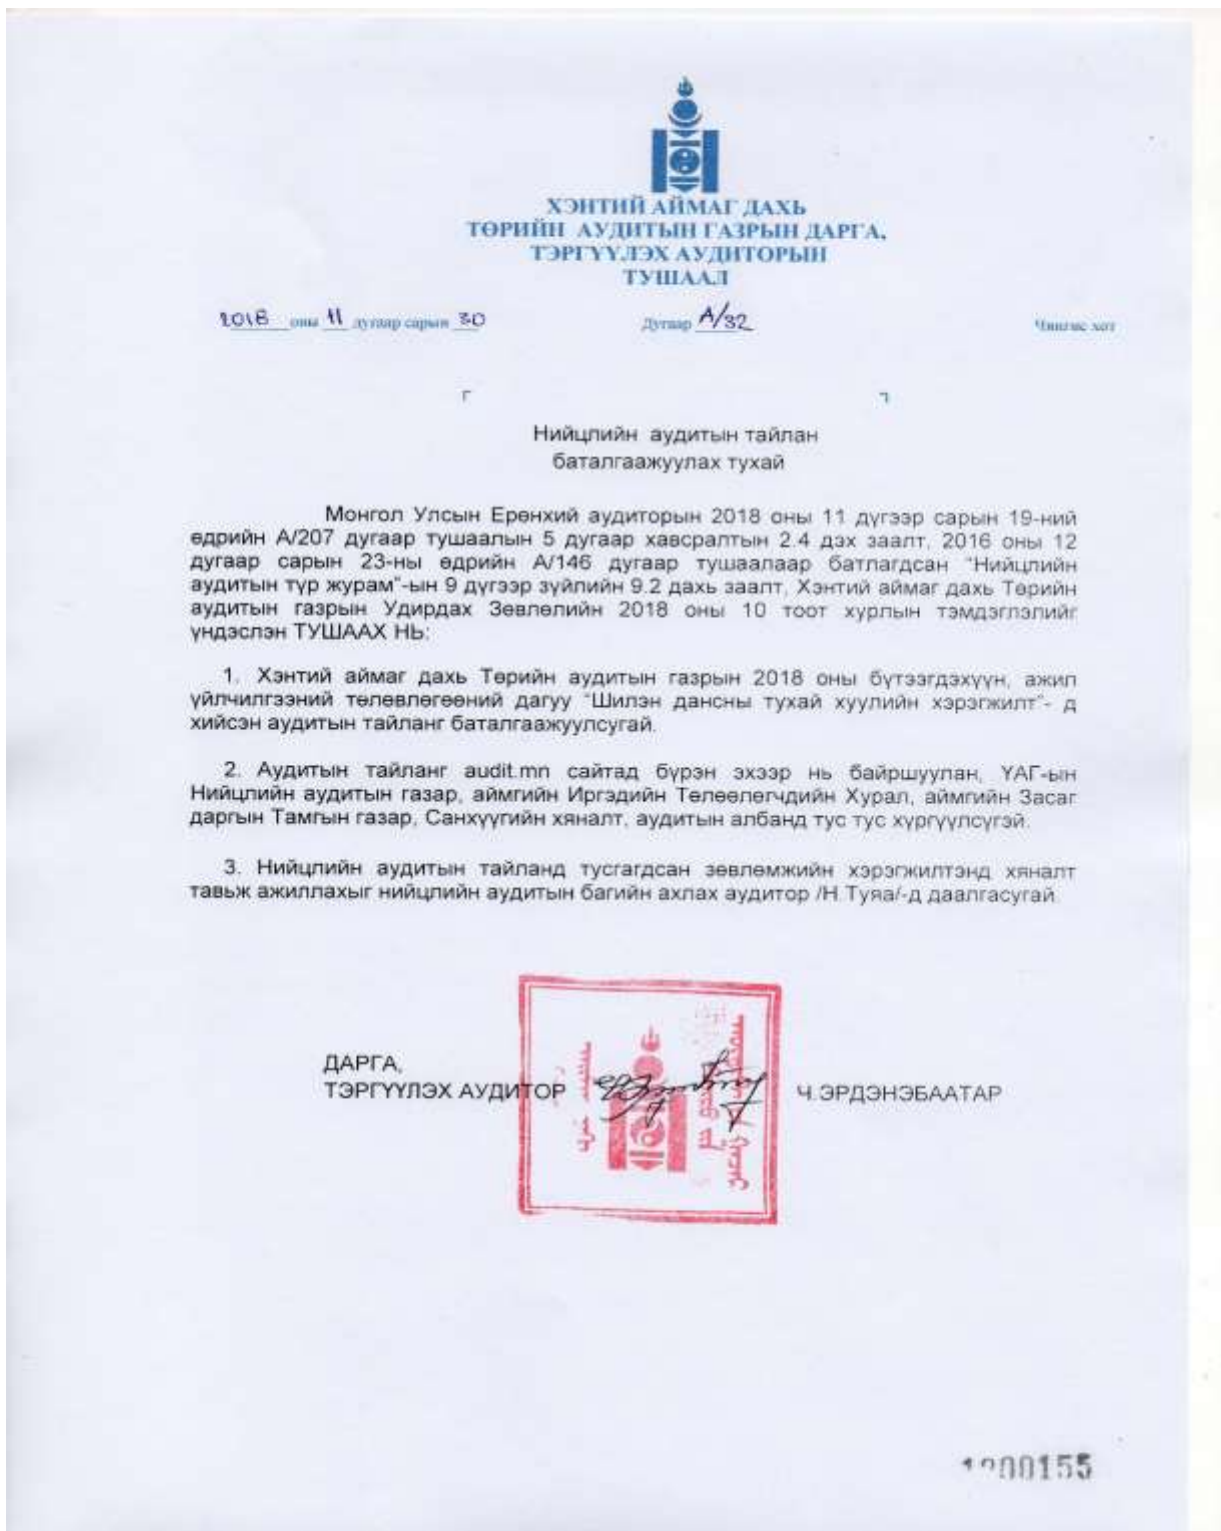 ХЭНТИЙ АЙМАГ ДАХЬ
ТӨРИЙН АУДИТЫН ГАЗРЫН ДАРГА,
ТЭРГҮҮЛЭХ АУДИТОРЫН
ТУШААЛ
2018 оны 11 дугаар сарын 30 Дугаар А/32 Чингис хот
Нийцлийн аудитын тайлан
баталгаажуулах тухай
Монгол Улсын Ерөнхий аудиторын 2018 оны 11 дүгээр сарын 19-ний
өдрийн А/207 дугаар тушаалын 5 дугаар хавсралтын 2.4 дэх заалт, 2016 оны 12
дугаар сарын 23-ны өдрийн А/146 дугаар тушаалаар батлагдсан “Нийцлийн
аудитын түр журам”-ын 9 дүгээр зүйлийн 9.2 дахь заалт, Хэнтий аймаг дахь Төрийн
аудитын газрын Удирдах Зөвлөлийн 2018 оны 10 тоот хурлын тэмдэглэлийг
үндэслэн ТУШААХ НЬ:
1. Хэнтий аймаг дахь Төрийн аудитын газрын 2018 оны бүтээгдэхүүн, ажил
үйлчилгээний төлөвлөгөөний дагуу “Шилэн дансны тухай хуулийн хэрэгжилт”- д
хийсэн аудитын тайланг баталгаажуулсугай.
2. Аудитын тайланг audit.mn сайтад бүрэн эхээр нь байршуулан, ҮАГ-ын
Нийцлийн аудитын газар, аймгийн Иргэдийн Төлөөлөгчдийн Хурал, аймгийн Засаг
даргын Тамгын газар, Санхүүгийн хяналт, аудитын албанд тус тус хүргүүлсүгэй.
3. Нийцлийн аудитын тайланд тусгагдсан зөвлөмжийн хэрэгжилтэнд хяналт
тавьж ажиллахыг нийцлийн аудитын багийн ахлах аудитор /Н.Туяа/-д даалгасугай.
ДАРГА,
ТЭРГҮҮЛЭХ АУДИТОР Ч.ЭРДЭНЭБААТАР